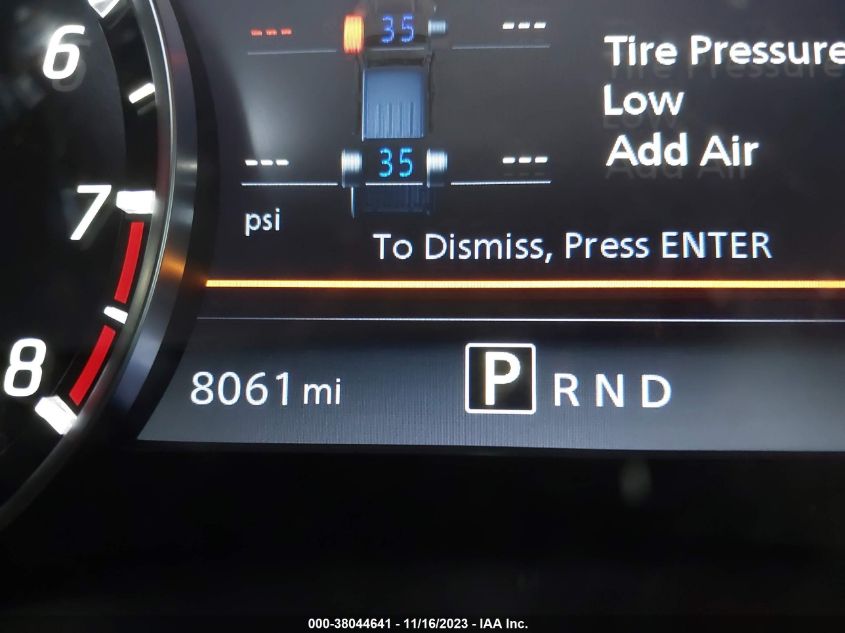 6
--- 35 ---
Tire Pressure
Low
Add Air
--- 35 ---
7
psi
To Dismiss, Press ENTER
8
8061 mi
P R N D
000-38044641 - 11/16/2023 - IAA Inc.